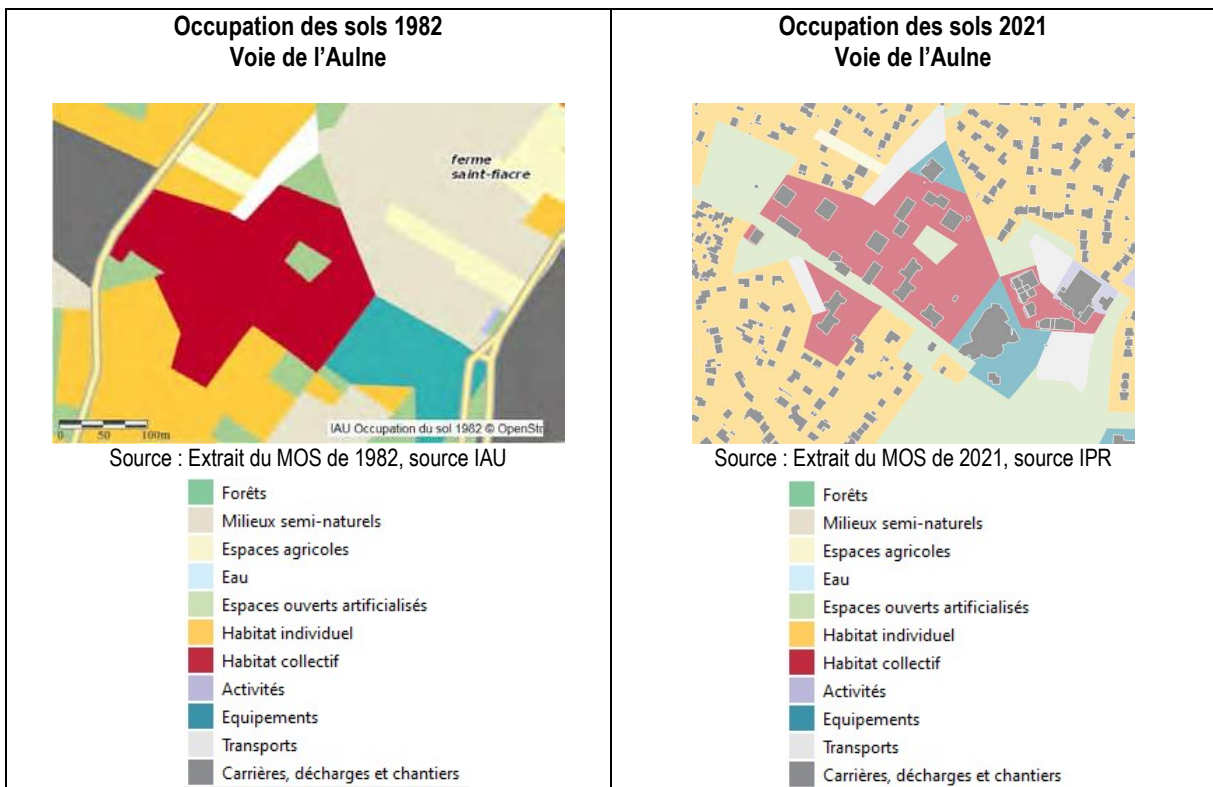 Occupation des sols 1982
Voie de l'Aulne
ferme
saint-fiacre
0 50 100m
IAU Occupation du sol 1982 © OpenStr
Source : Extrait du MOS de 1982, source IAU
Forêts
Milieux semi-naturels
Espaces agricoles
Eau
Espaces ouverts artificialisés
Habitat individuel
Habitat collectif
Activités
Equipements
Transports
Carrières, décharges et chantiers
Occupation des sols 2021
Voie de l'Aulne
Source : Extrait du MOS de 2021, source IPR
Forêts
Milieux semi-naturels
Espaces agricoles
Eau
Espaces ouverts artificialisés
Habitat individuel
Habitat collectif
Activités
Equipements
Transports
Carrières, décharges et chantiers